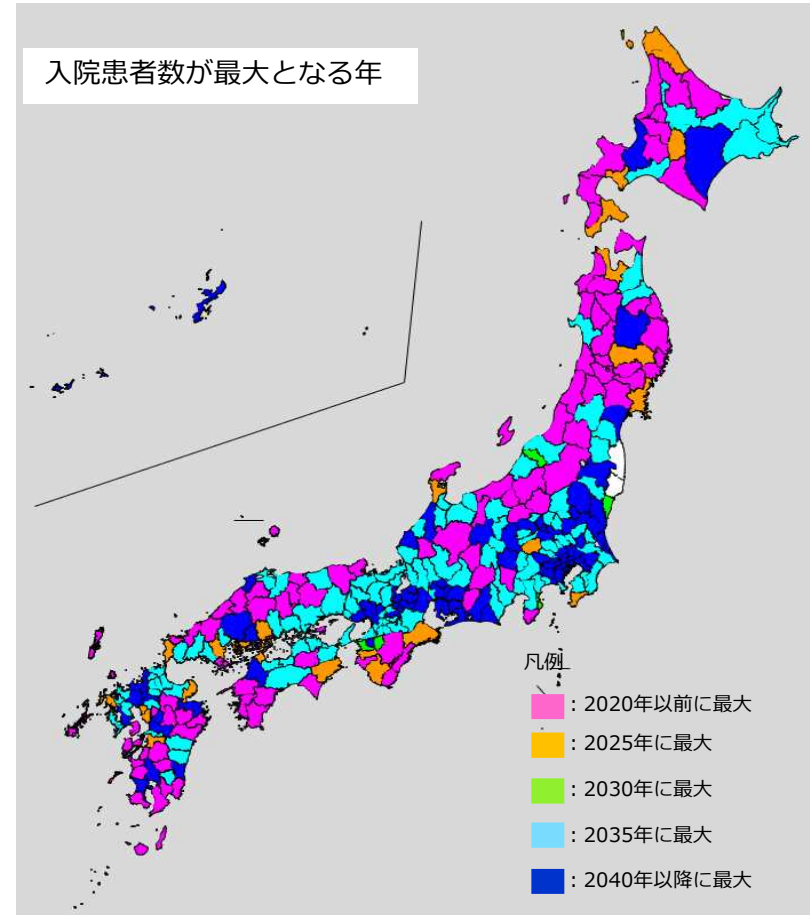 入院患者数が最大となる年
凡例
：2020年以前に最大
：2025年に最大
：2030年に最大
：2035年に最大
：2040年以降に最大